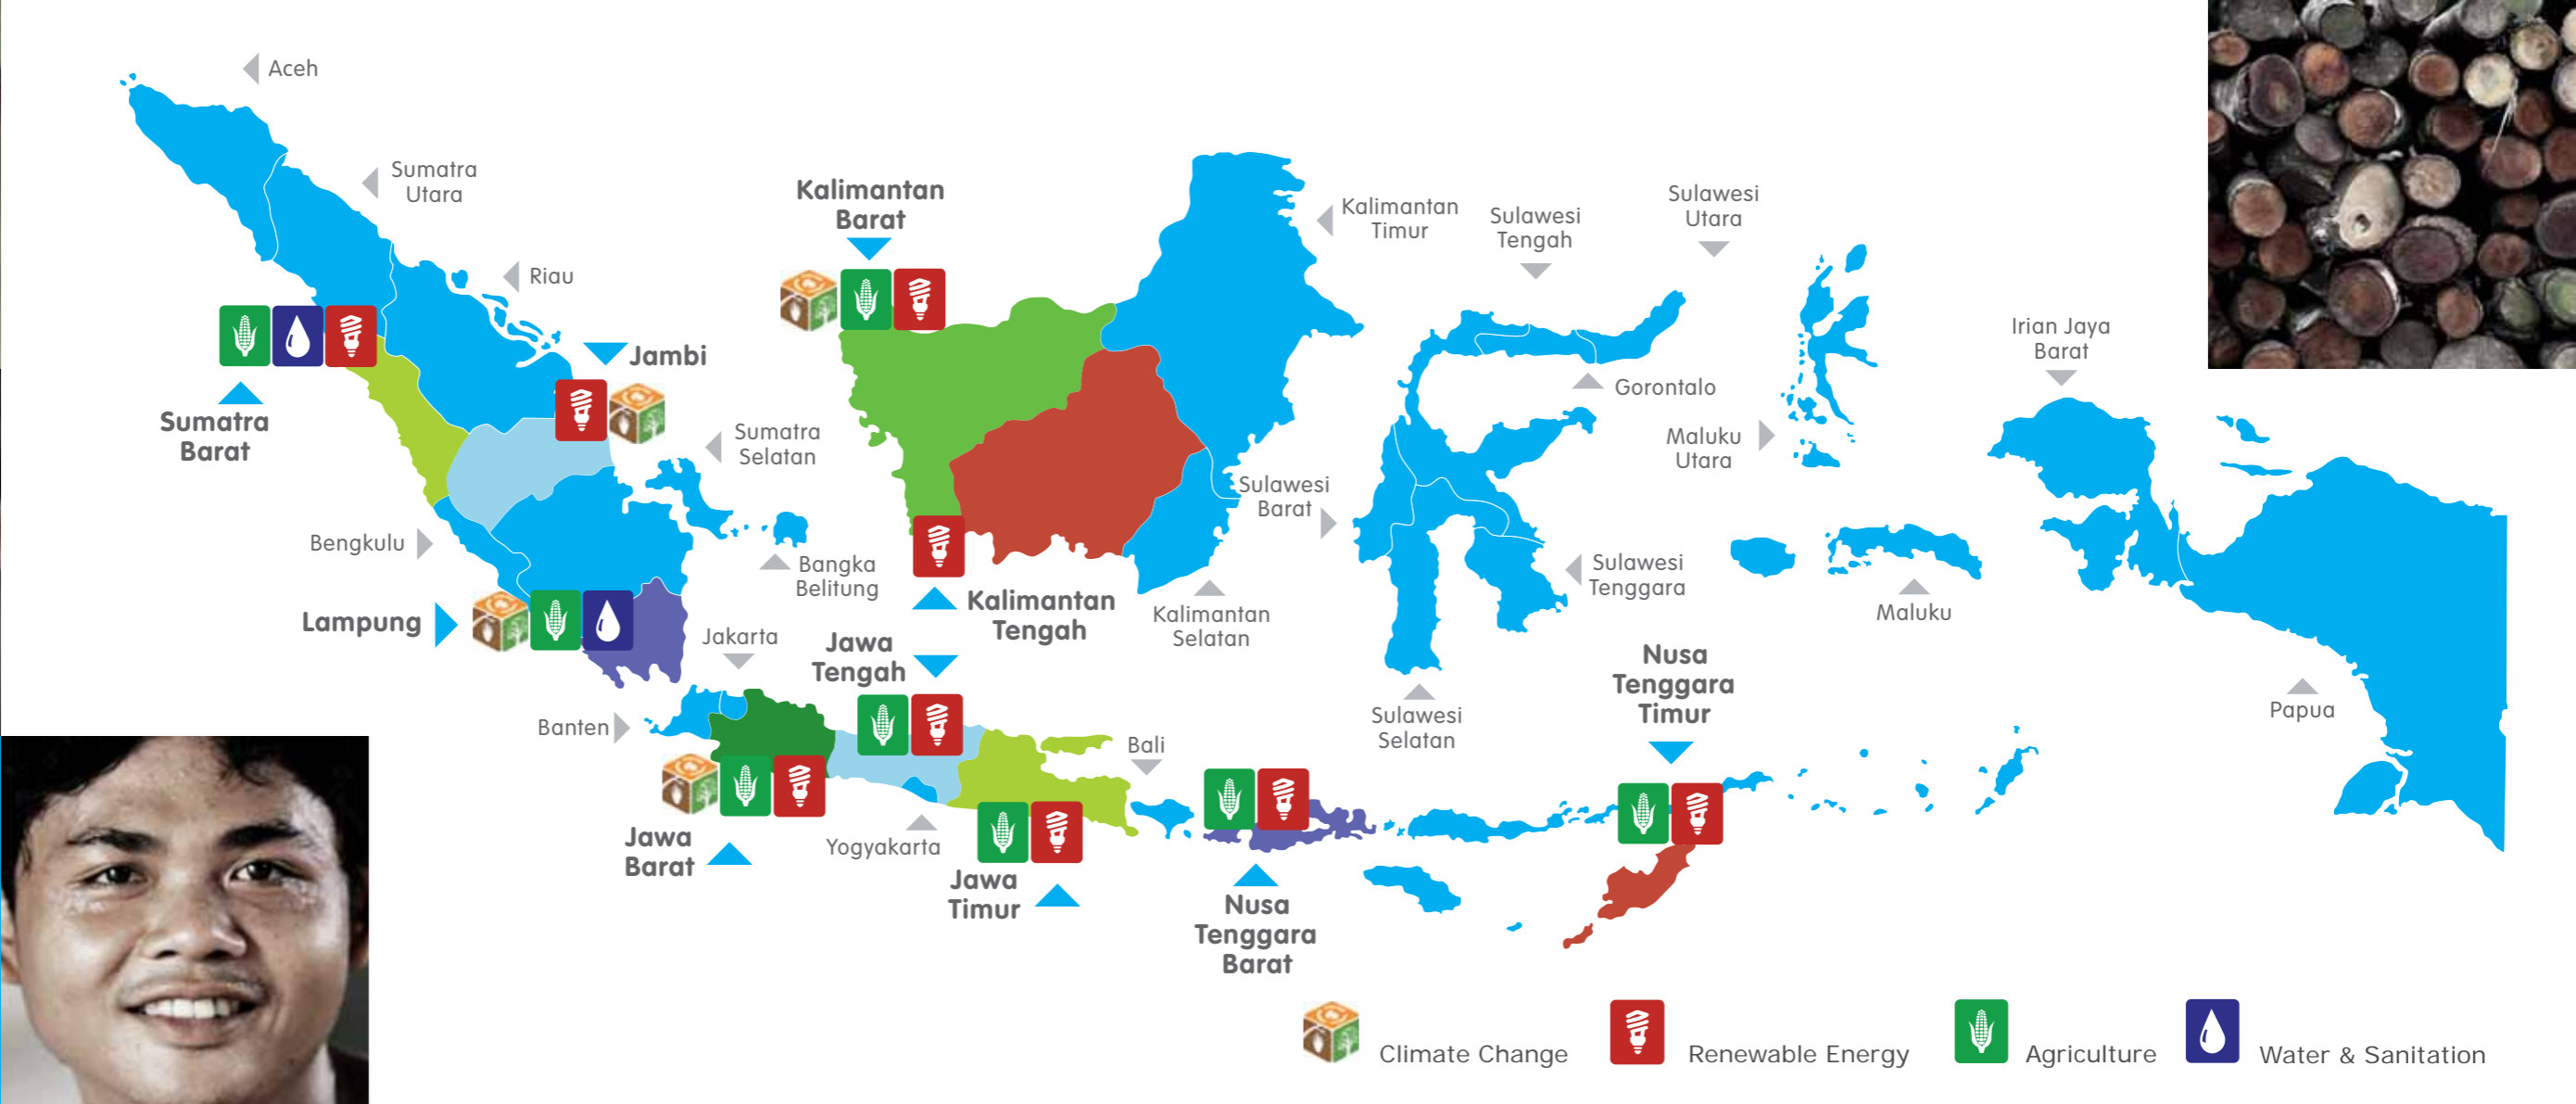 Aceh
Sumatra
Utara
Riau
Jambi
Sumatra
Barat
Sumatra
Selatan
Bengkulu
Bangka
Belitung
Lampung
Kalimantan
Barat
Kalimantan
Timur
Kalimantan
Tengah
Kalimantan
Selatan
Sulawesi
Tengah
Sulawesi
Utara
Gorontalo
Sulawesi
Barat
Sulawesi
Tenggara
Sulawesi
Selatan
Maluku
Utara
Maluku
Irian Jaya
Barat
Papua
Jakarta
Banten
Jawa
Barat
Jawa
Tengah
Yogyakarta
Jawa
Timur
Bali
Nusa
Tenggara
Barat
Nusa
Tenggara
Timur
Climate Change
Renewable Energy
Agriculture
Water & Sanitation